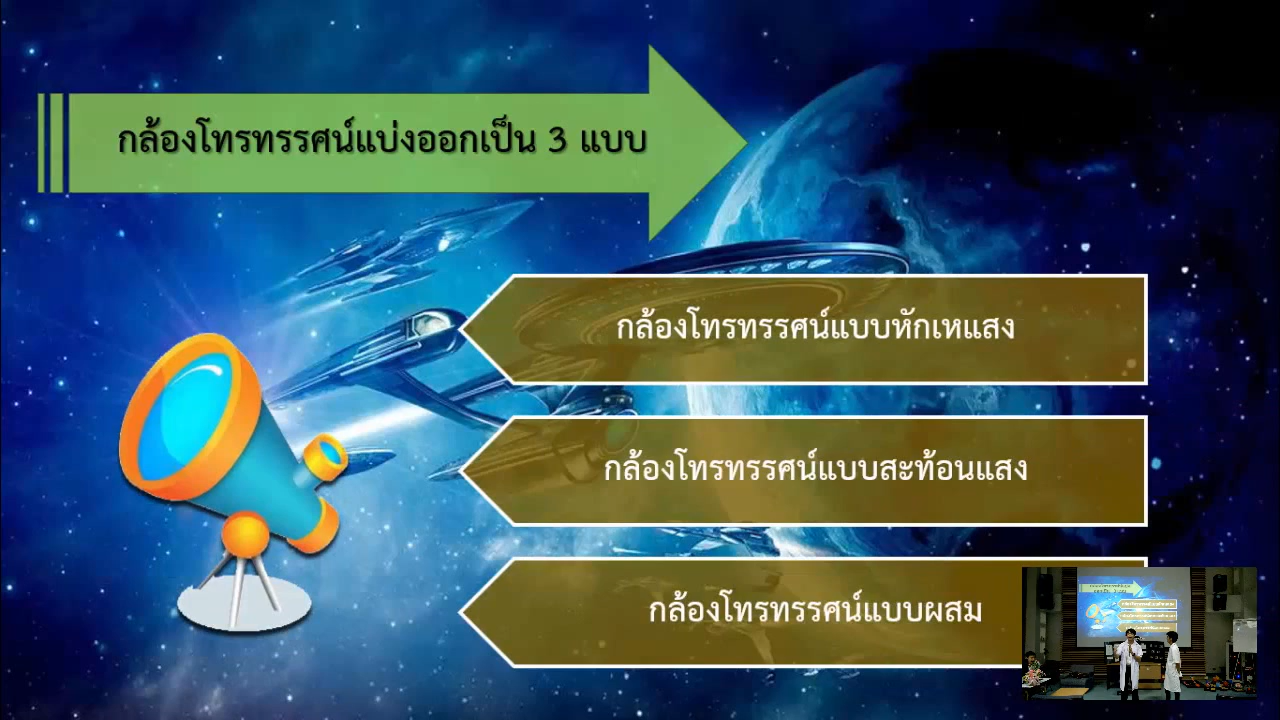 กล้องโทรทรรศน์แบ่งออกเป็น 3 แบบ
กล้องโทรทรรศน์แบบหักเหแสง
กล้องโทรทรรศน์แบบสะท้อนแสง
กล้องโทรทรรศน์แบบผสม